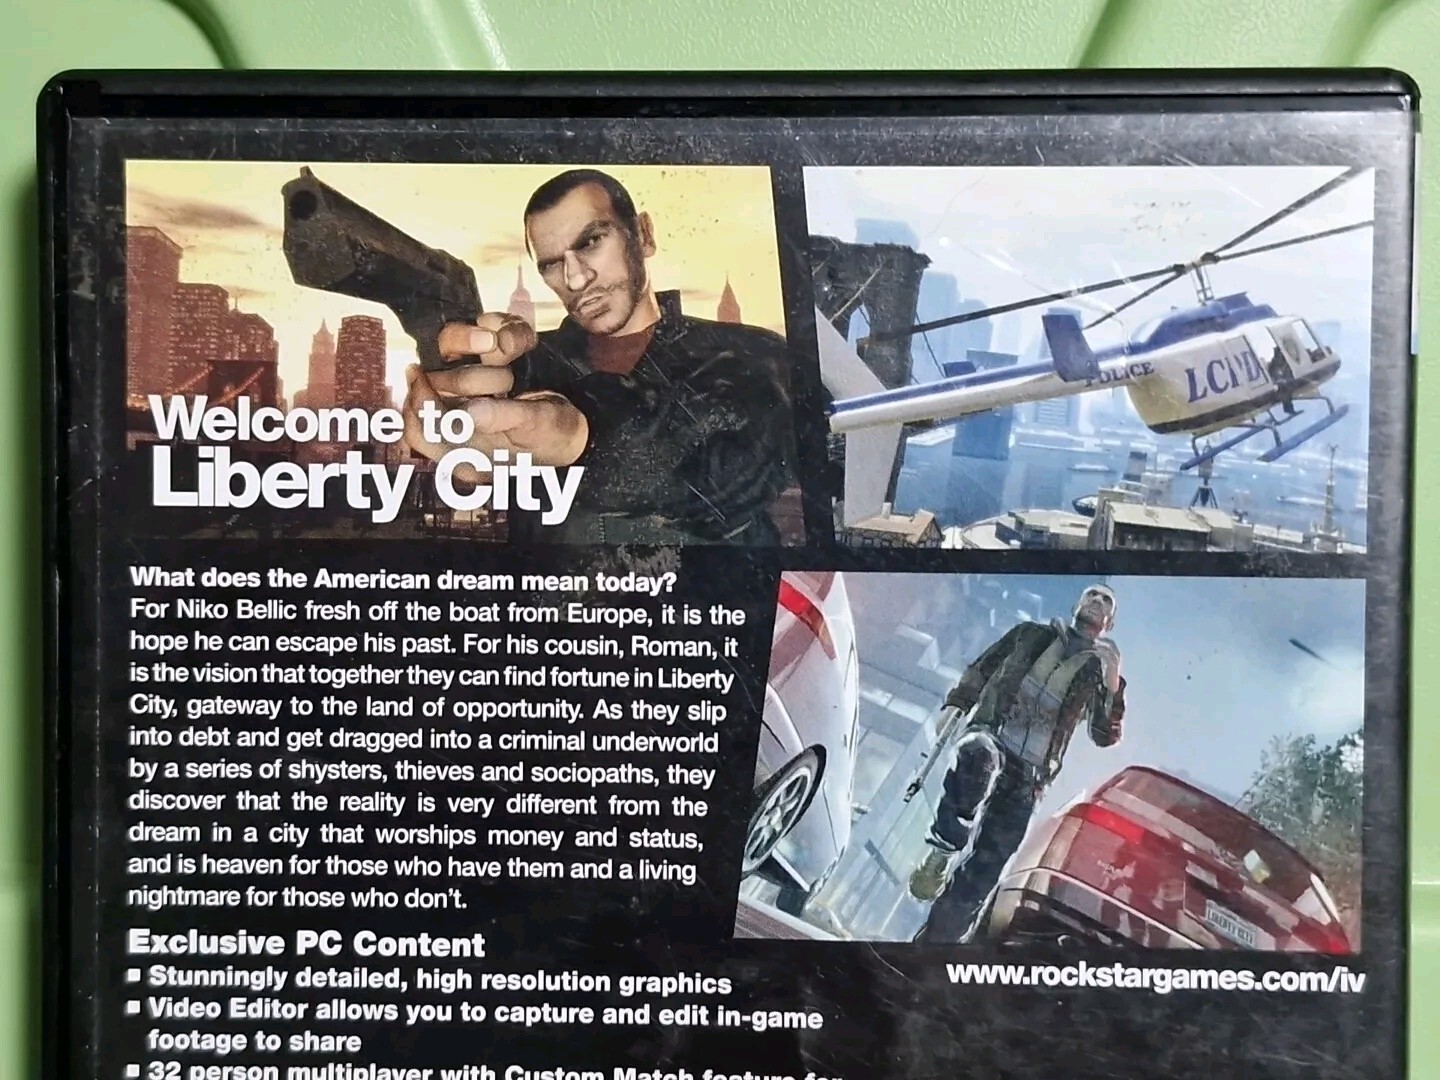 Welcome to
Liberty City
POLICE
LCPD
What does the American dream mean today?
For Niko Bellic fresh off the boat from Europe, it is the
hope he can escape his past. For his cousin, Roman, it
is the vision that together they can find fortune in Liberty
City, gateway to the land of opportunity. As they slip
into debt and get dragged into a criminal underworld
by a series of shysters, thieves and sociopaths, they
discover that the reality is very different from the
dream in a city that worships money and status,
and is heaven for those who have them and a living
nightmare for those who don't.
LIBERTY CITY
Exclusive PC Content
▪ Stunningly detailed, high resolution graphics
▪ Video Editor allows you to capture and edit in-game
footage to share
▪ 32 person multiplayer with Custom Match feature for
www.rockstargames.com/iv